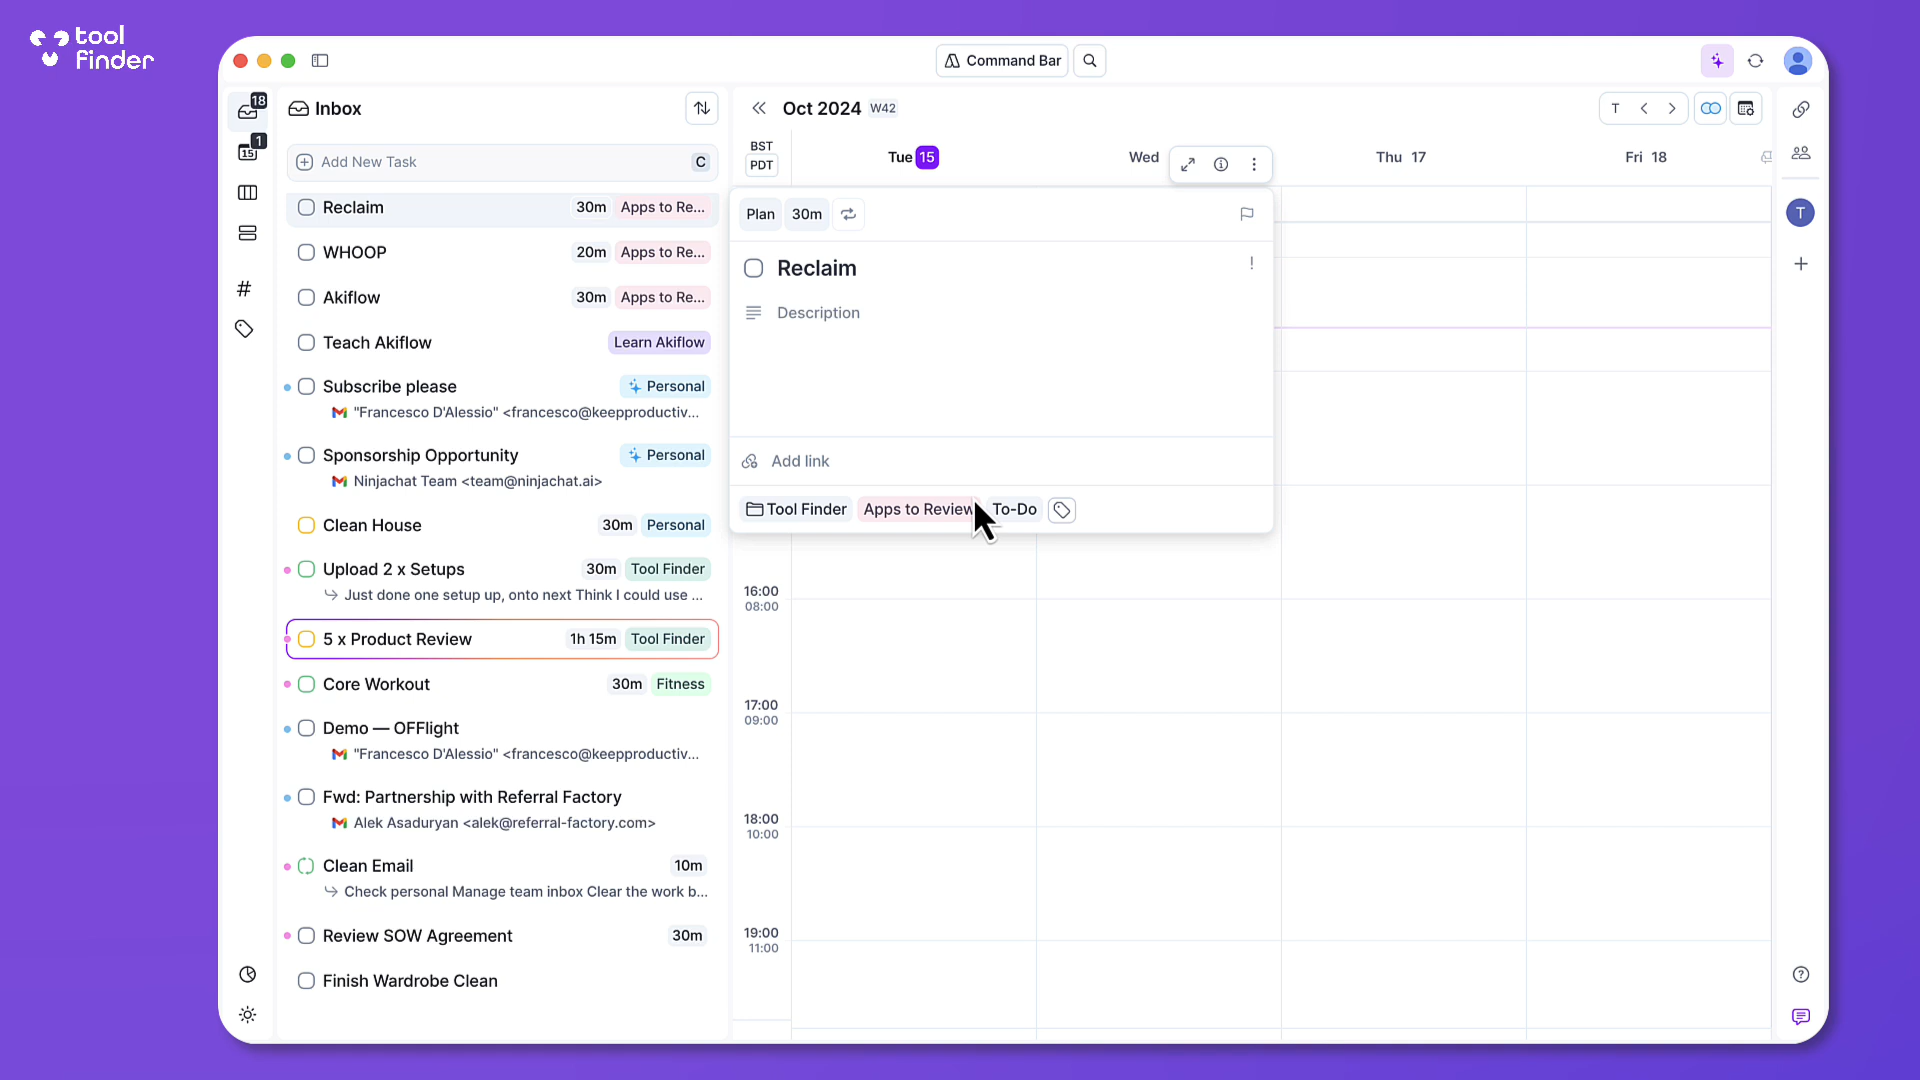 tool
finder
Command Bar
18
1
15
Inbox
Add New Task C
Reclaim 30m Apps to Re...
WHOOP 20m Apps to Re...
Akiflow 30m Apps to Re...
Teach Akiflow Learn Akiflow
Subscribe please Personal
"Francesco D'Alessio" <francesco@keepproductiv...
Sponsorship Opportunity Personal
Ninjachat Team <team@ninjachat.ai>
Clean House 30m Personal
Upload 2 x Setups 30m Tool Finder
Just done one setup up, onto next Think I could use ...
5 x Product Review 1h 15m Tool Finder
Core Workout 30m Fitness
Demo — OFFlight
"Francesco D'Alessio" <francesco@keepproductiv...
Fwd: Partnership with Referral Factory
Alek Asaduryan <alek@referral-factory.com>
Clean Email 10m
Check personal Manage team inbox Clear the work b...
Review SOW Agreement 30m
Finish Wardrobe Clean
Oct 2024 W42
T
BST
PDT
Tue 15 Wed Thu 17 Fri 18
Plan 30m
Reclaim !
Description
Add link
Tool Finder Apps to Review To-Do
16:00
08:00
17:00
09:00
18:00
10:00
19:00
11:00
T